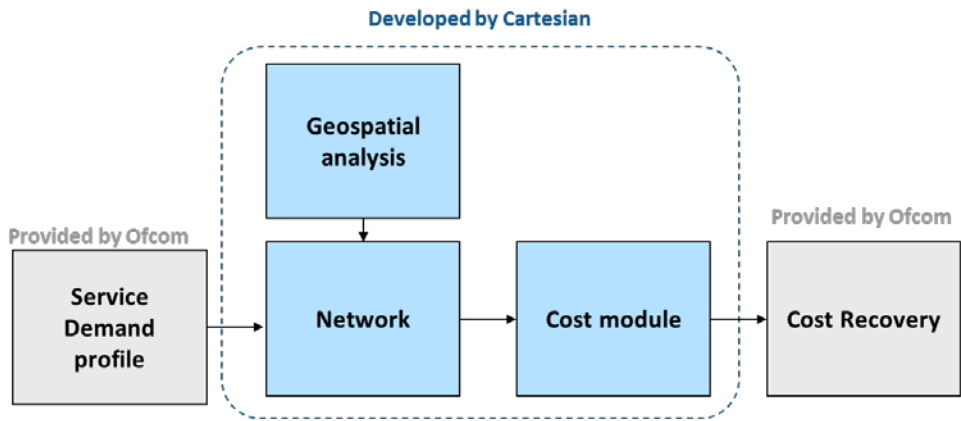 Developed by Cartesian
Geospatial
analysis
Provided by Ofcom
Service
Demand
profile
Network
Cost module
Provided by Ofcom
Cost Recovery